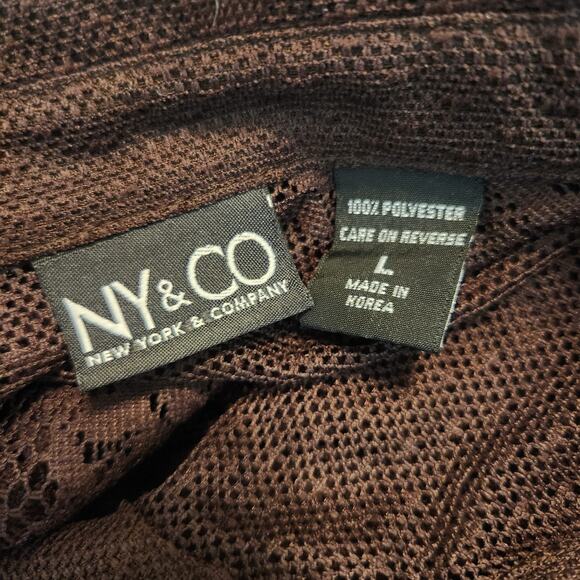 NY & CO
NEW YORK & COMPANY
100% POLYESTER
CARE ON REVERSE
L
MADE IN
KOREA